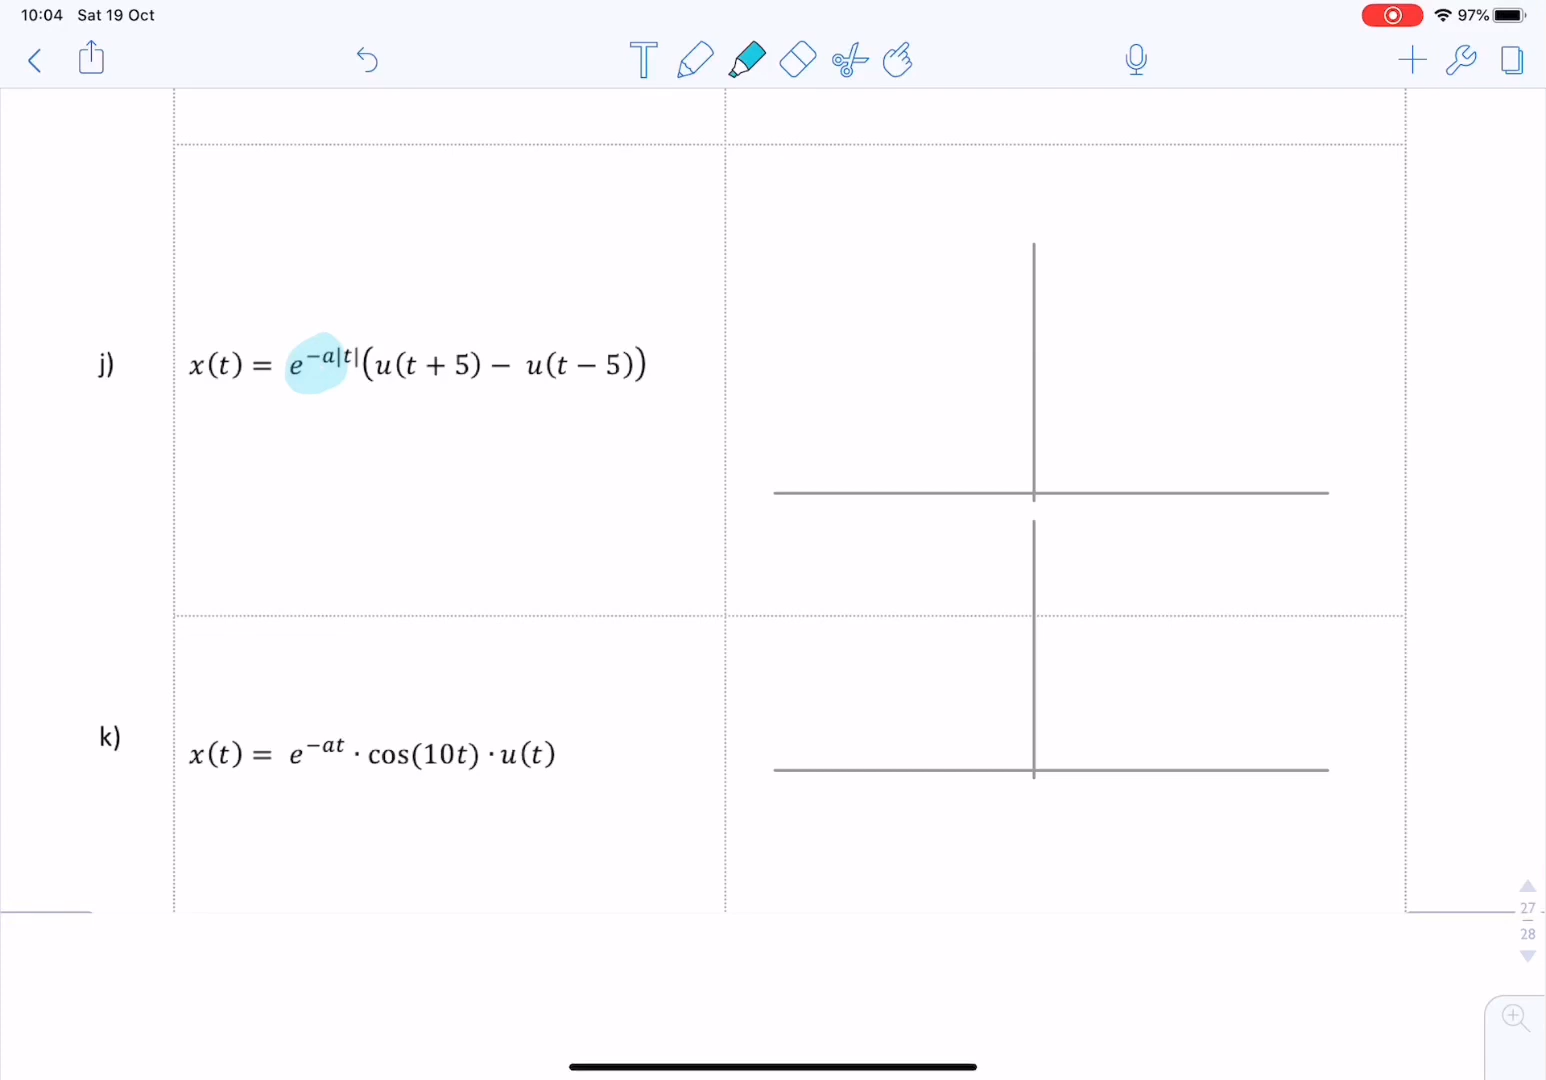 10:04 Sat 19 Oct 97%
T
j) x(t) = e^{-a|t|}(u(t + 5) − u(t − 5))
k) x(t) = e^{-at} · cos(10t) · u(t)
27
28